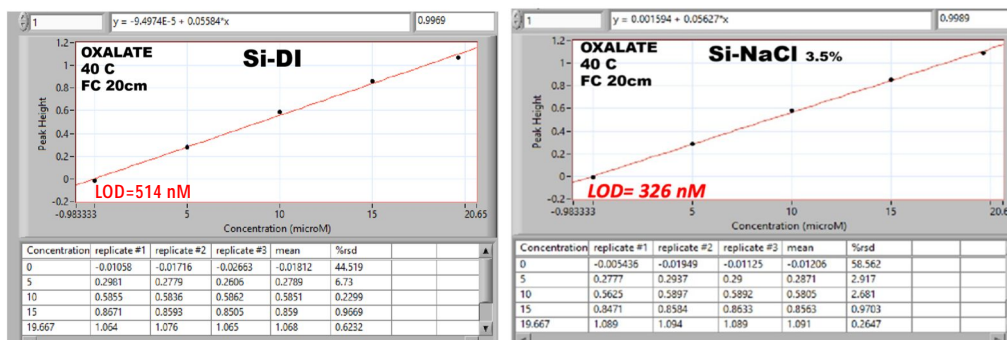 1
y = -9.4974E-5 + 0.05584*x
0.9969
1.2
1
0.8
0.6
0.4
0.2
0
-0.2
Peak Height
OXALATE
40 C
FC 20cm
Si-DI
LOD=514 nM
-0.983333
5
10
15
20.65
Concentration (microM)
Concentration replicate #1 replicate #2 replicate #3 mean %rsd
0 -0.01058 -0.01716 -0.02663 -0.01812 44.519
5 0.2981 0.2779 0.2606 0.2789 6.73
10 0.5855 0.5836 0.5862 0.5851 0.2299
15 0.8671 0.8593 0.8505 0.859 0.9669
19.667 1.064 1.076 1.065 1.068 0.6232
1
y = 0.001594 + 0.05627*x
0.9989
1.2
1
0.8
0.6
0.4
0.2
0
-0.2
Peak Height
OXALATE
40 C
FC 20cm
Si-NaCl 3.5%
LOD= 326 nM
-0.983333
5
10
15
20.6
Concentration (microM)
Concentration replicate #1 replicate #2 replicate #3 mean %rsd
0 -0.005436 -0.01949 -0.01125 -0.01206 58.562
5 0.2777 0.2937 0.29 0.2871 2.917
10 0.5625 0.5897 0.5892 0.5805 2.681
15 0.8471 0.8584 0.8633 0.8563 0.9703
19.667 1.089 1.094 1.089 1.091 0.2647